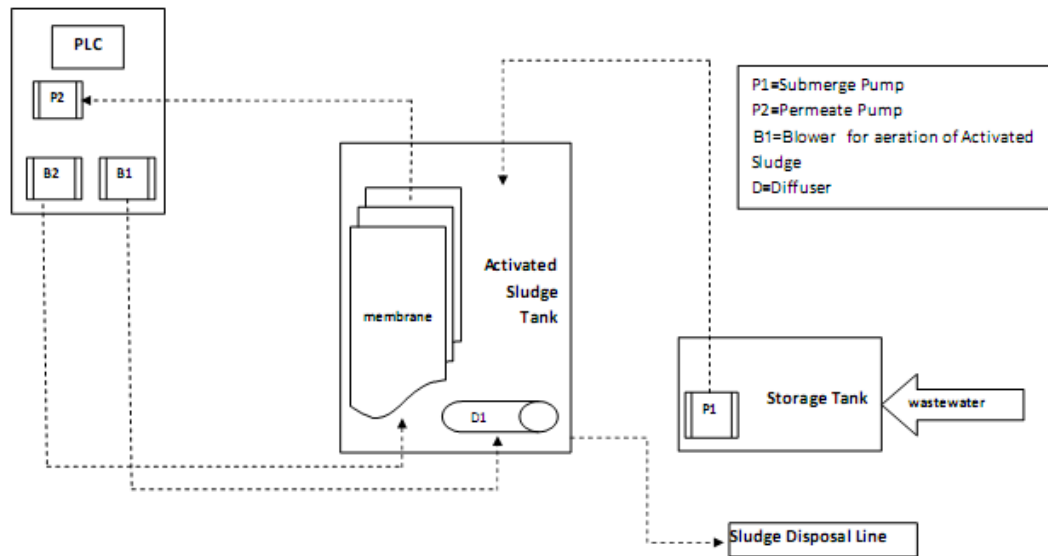 PLC
P2
B2
B1
membrane
Activated
Sludge
Tank
D1
P1=Submerge Pump
P2=Permeate Pump
B1=Blower for aeration of Activated
Sludge
D=Diffuser
P1
Storage Tank
wastewater
Sludge Disposal Line